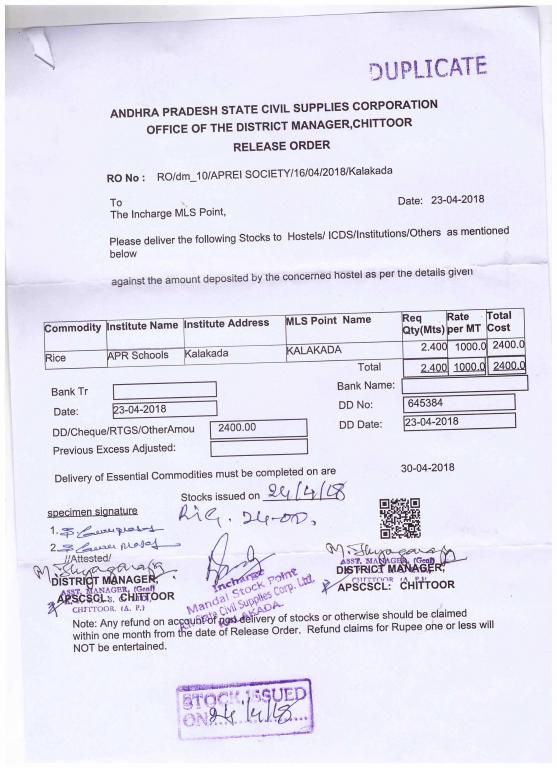 DUPLICATE
ANDHRA PRADESH STATE CIVIL SUPPLIES CORPORATION
OFFICE OF THE DISTRICT MANAGER,CHITTOOR
RELEASE ORDER
RO No : RO/dm_10/APREI SOCIETY/16/04/2018/Kalakada
To Date: 23-04-2018
The Incharge MLS Point,
Please deliver the following Stocks to Hostels/ ICDS/Institutions/Others as mentioned
below
against the amount deposited by the concerned hostel as per the details given
Commodity Institute Name Institute Address MLS Point Name Req Qty(Mts) Rate per MT Total Cost
Rice APR Schools Kalakada KALAKADA 2.400 1000.0 2400.0
Total 2.400 1000.0 2400.0
Bank Tr Bank Name:
Date: 23-04-2018 DD No: 645384
DD/Cheque/RTGS/OtherAmou 2400.00 DD Date: 23-04-2018
Previous Excess Adjusted:
Delivery of Essential Commodities must be completed on are 30-04-2018
Stocks issued on 24/4/18
specimen signature
1.
2.
//Attested/
DISTRICT MANAGER, DISTRICT MANAGER,
ASST. MANAGER, (Genl) ASST. MANAGER (Genl)
APSCSCL: CHITTOOR APSCSCL: CHITTOOR
CHITTOOR. (A. P.) CHITTOOR (A. P.)
Incharge
Mandal Stock Point
State Civil Supplies Corp. Ltd.
KALAKADA.
Note: Any refund on account of post delivery of stocks or otherwise should be claimed
within one month from the date of Release Order. Refund claims for Rupee one or less will
NOT be entertained.
STOCK ISSUED
ON 24/4/18